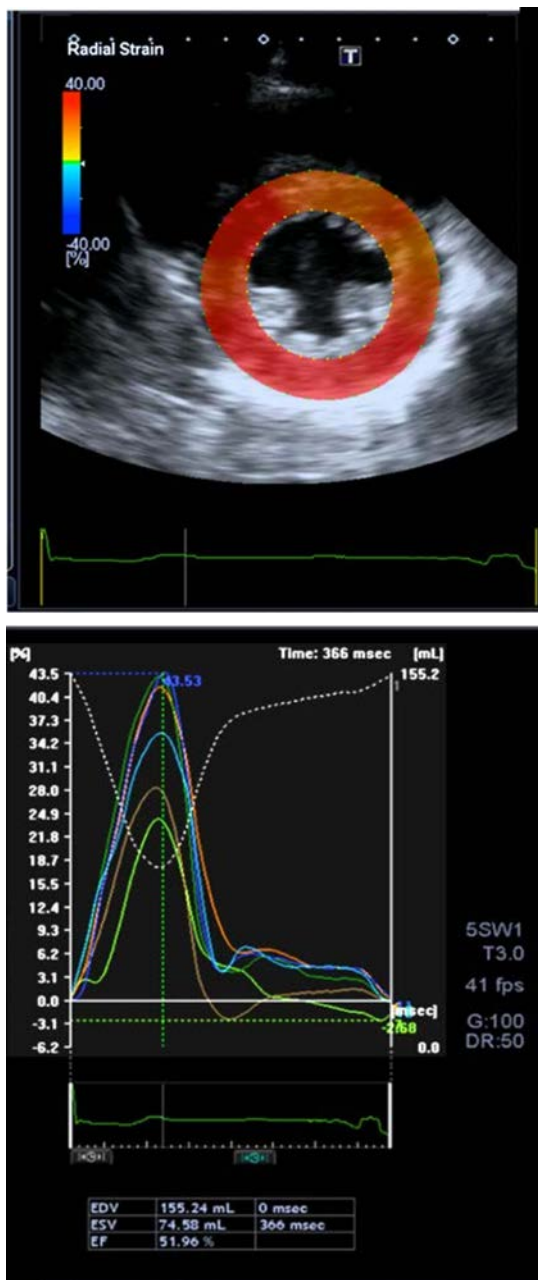 Radial Strain
T
40.00
-40.00
[%]
[%] Time: 366 msec [mL]
43.5 43.53 155.2
40.4
37.3
34.2
31.1
28.0
24.9
21.8
18.7
15.5
12.4
9.3
6.2
3.1
0.0
[msec]
-3.1 -2.68
-6.2 0.0
5SW1
T3.0
41 fps
G:100
DR:50
EDV 155.24 mL 0 msec
ESV 74.58 mL 366 msec
EF 51.96 %